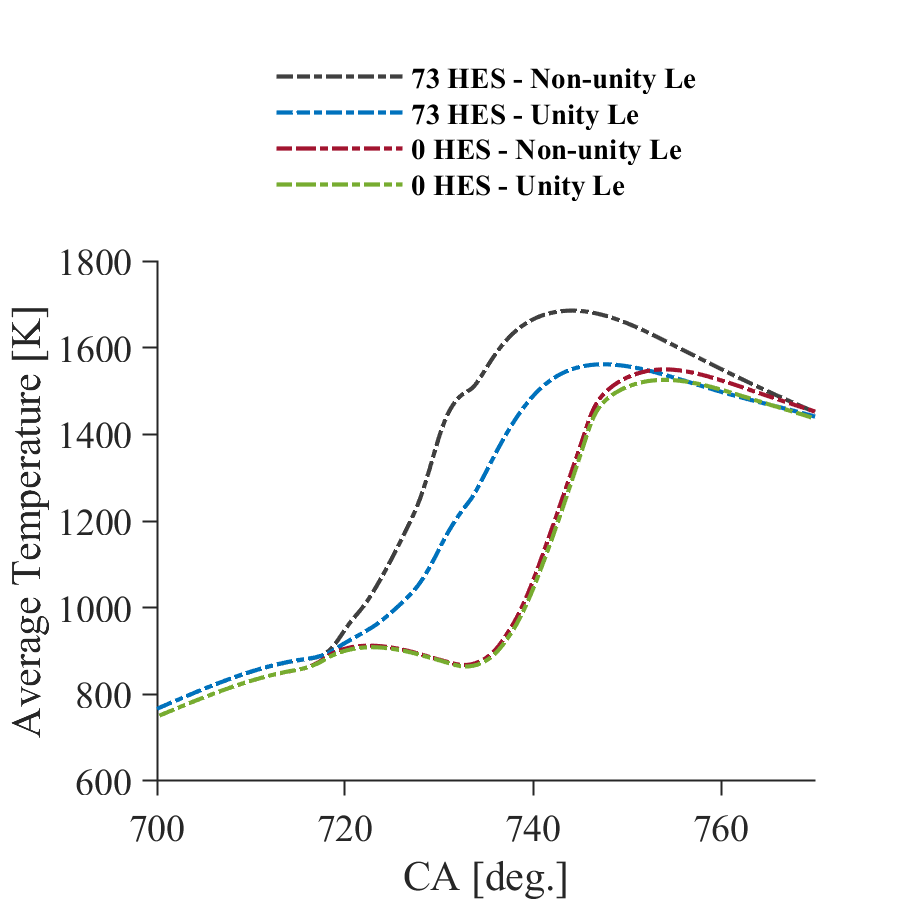 73 HES - Non-unity Le
73 HES - Unity Le
0 HES - Non-unity Le
0 HES - Unity Le
1800
1600
1400
1200
1000
800
600
Average Temperature [K]
700 720 740 760
CA [deg.]